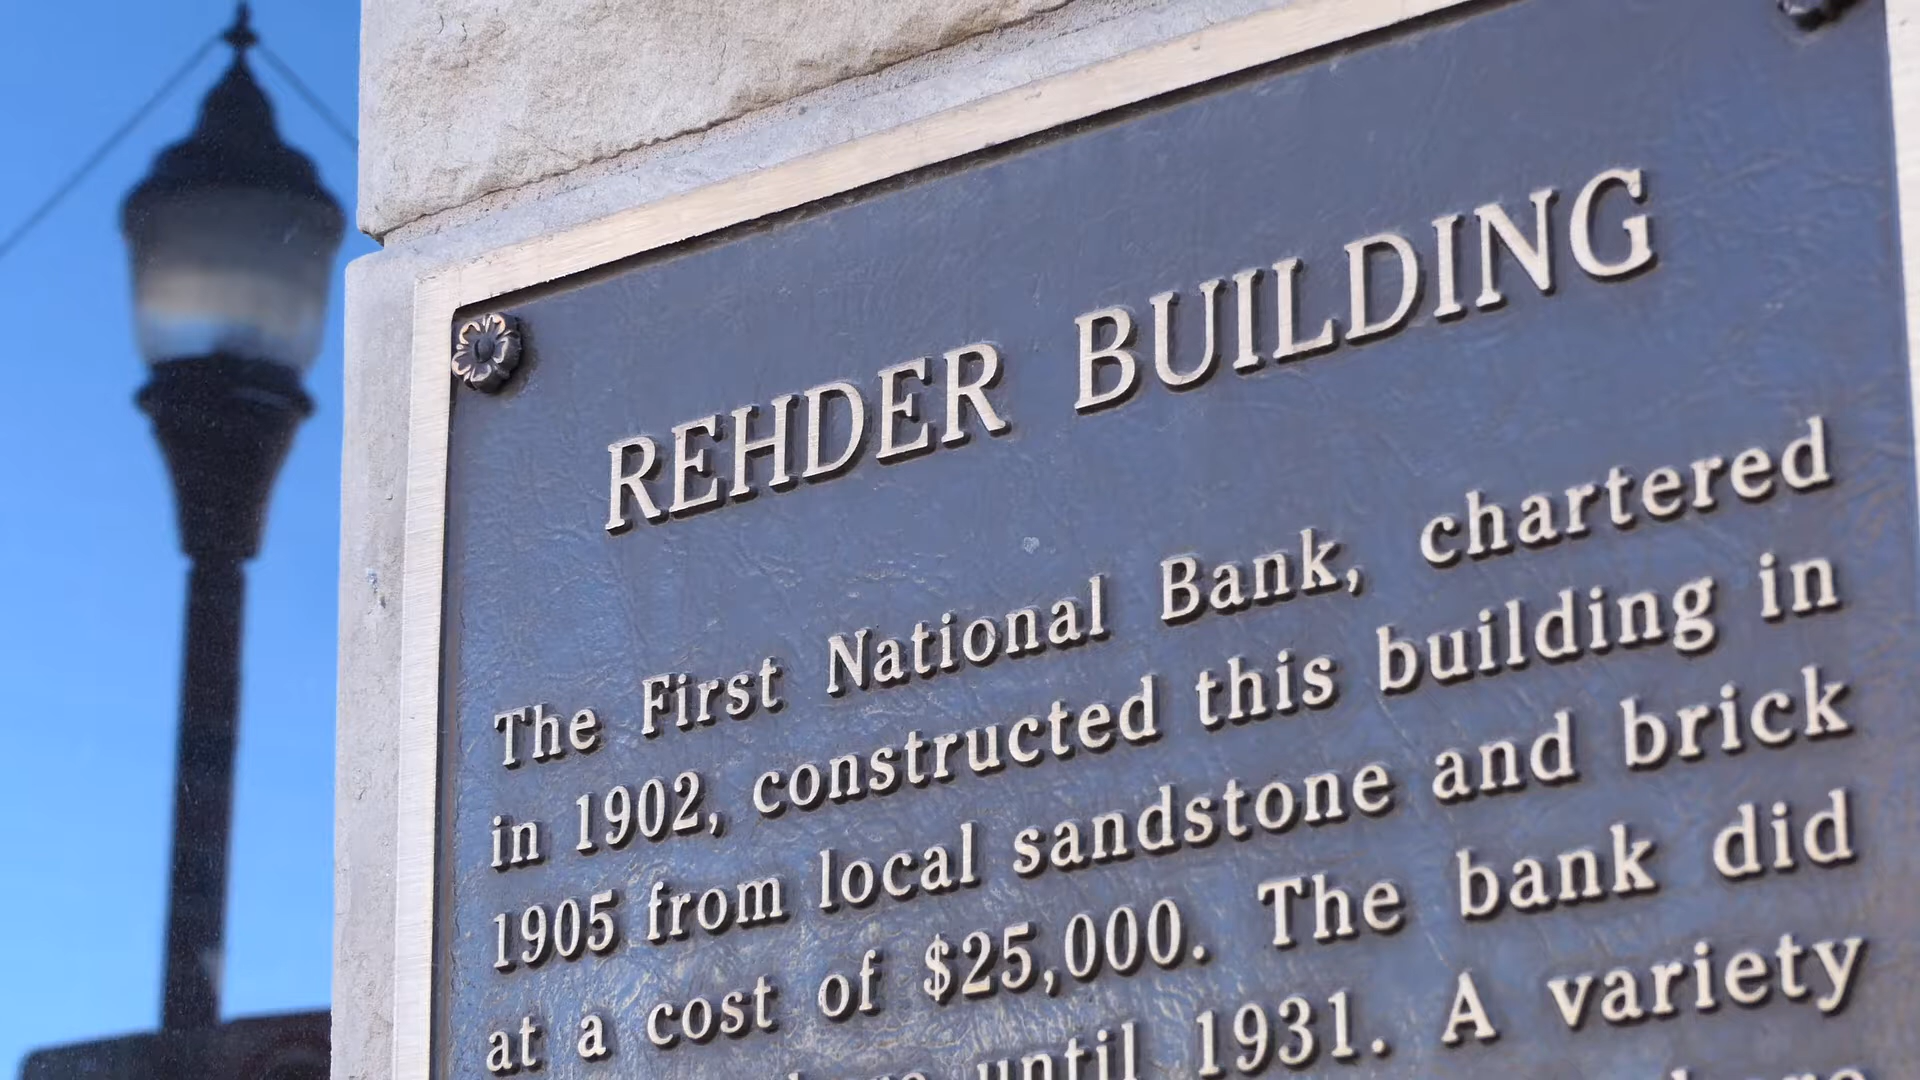 REHDER BUILDING
The First National Bank, chartered
in 1902, constructed this building in
1905 from local sandstone and brick
at a cost of $25,000. The bank did
until 1931. A variety